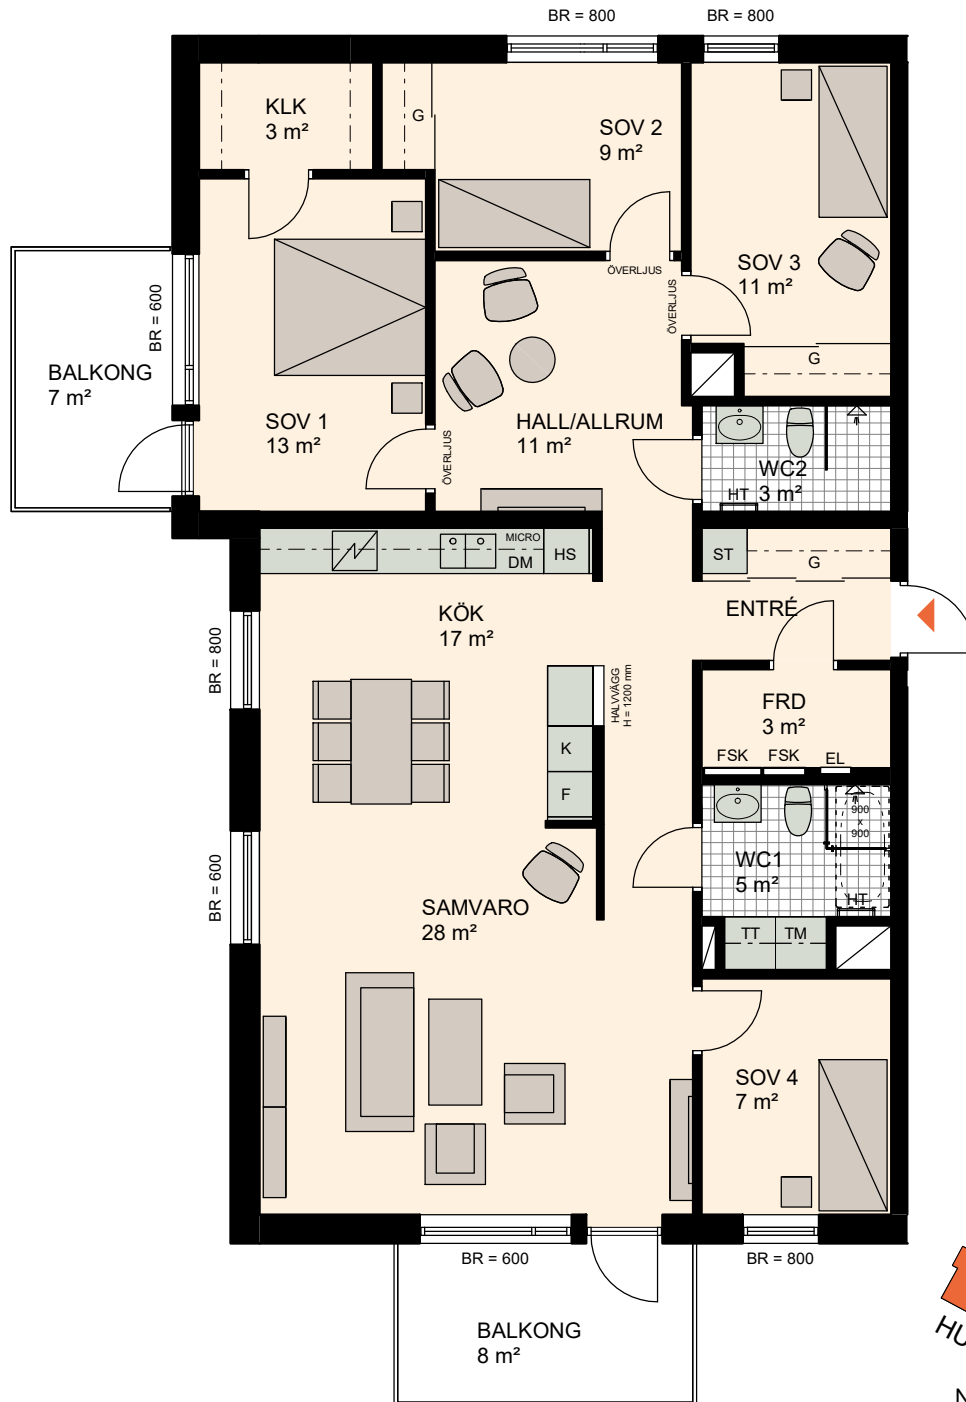 BR = 800
BR = 800
KLK
3 m²
G
SOV 2
9 m²
SOV 3
11 m²
ÖVERLJUS
ÖVERLJUS
BR = 600
BALKONG
7 m²
G
SOV 1
13 m²
HALL/ALLRUM
11 m²
ÖVERLJUS
WC2
3 m²
HT
MICRO
DM
HS
ST
G
ENTRÉ
KÖK
17 m²
BR = 800
HALVVÄGG
H = 1200 mm
FRD
3 m²
K
F
FSK
FSK
EL
900
x
900
WC1
5 m²
HT
BR = 600
SAMVARO
28 m²
TT
TM
SOV 4
7 m²
BR = 600
BR = 800
BALKONG
8 m²
HU
N